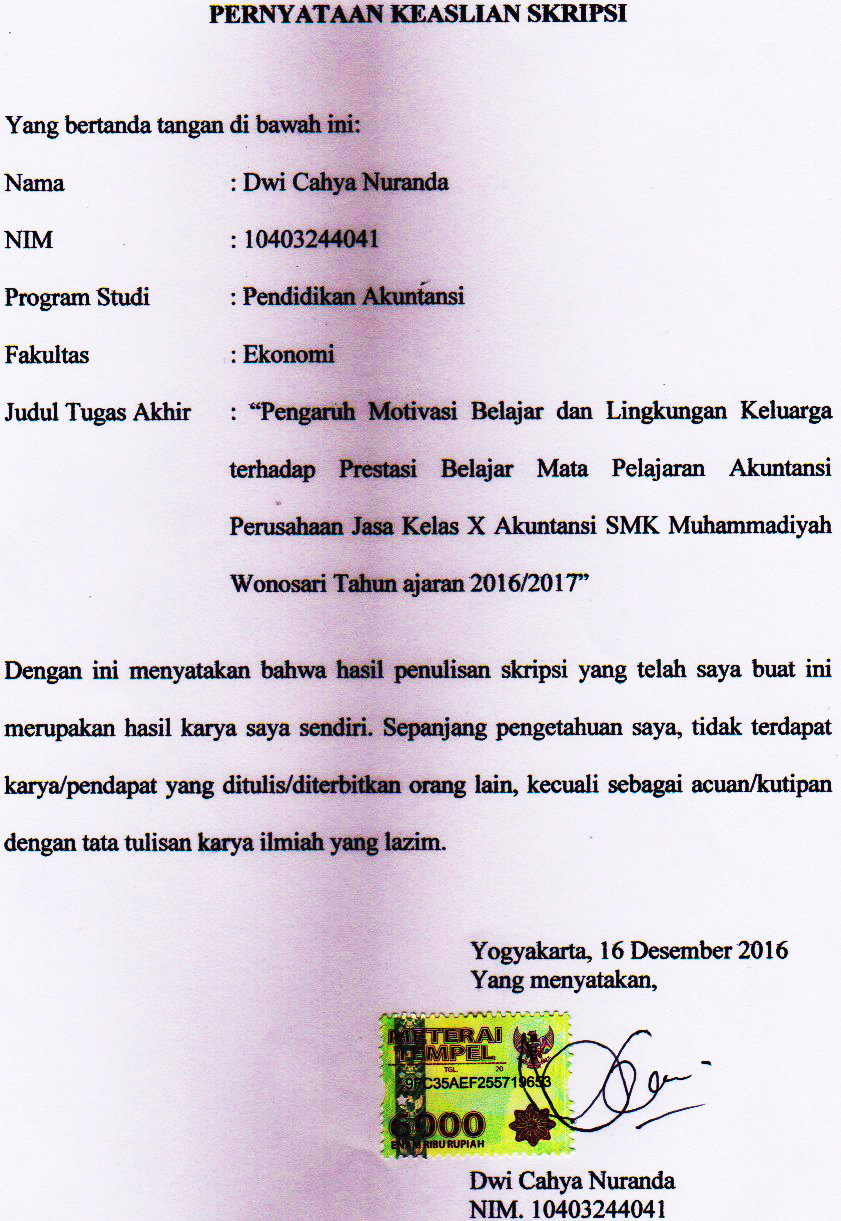 PERNYATAAN KEASLIAN SKRIPSI
Yang bertanda tangan di bawah ini:
Nama : Dwi Cahya Nuranda
NIM : 10403244041
Program Studi : Pendidikan Akuntansi
Fakultas : Ekonomi
Judul Tugas Akhir : “Pengaruh Motivasi Belajar dan Lingkungan Keluarga
terhadap Prestasi Belajar Mata Pelajaran Akuntansi
Perusahaan Jasa Kelas X Akuntansi SMK Muhammadiyah
Wonosari Tahun ajaran 2016/2017”
Dengan ini menyatakan bahwa hasil penulisan skripsi yang telah saya buat ini
merupakan hasil karya saya sendiri. Sepanjang pengetahuan saya, tidak terdapat
karya/pendapat yang ditulis/diterbitkan orang lain, kecuali sebagai acuan/kutipan
dengan tata tulisan karya ilmiah yang lazim.
Yogyakarta, 16 Desember 2016
Yang menyatakan,
METERAI
TEMPEL
TGL. 20
6000
ENAM RIBU RUPIAH
Dwi Cahya Nuranda
NIM. 10403244041